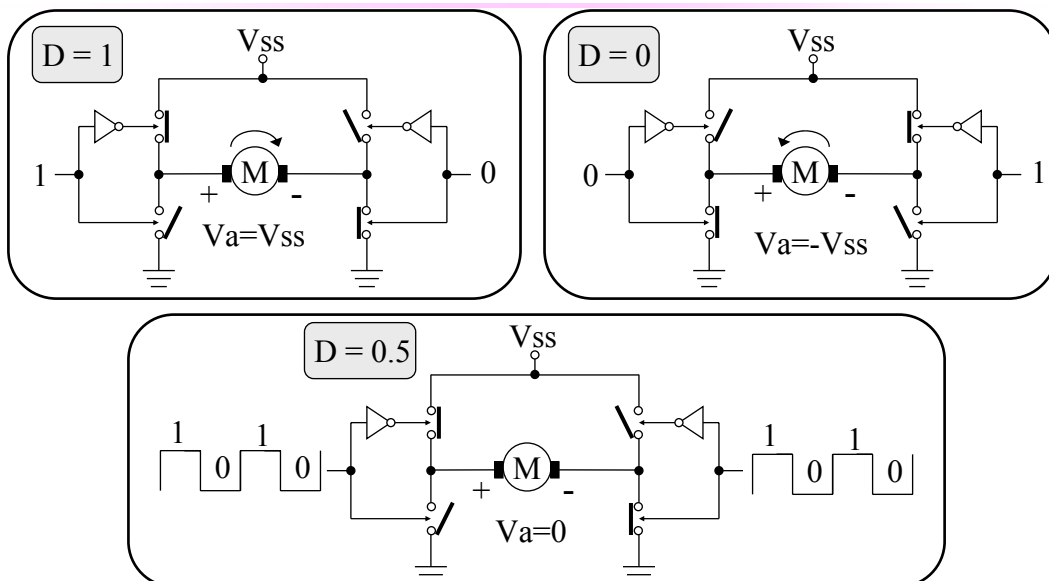 D = 1
Vss
1
M
0
+
-
Va=Vss
D = 0
Vss
0
M
1
+
-
Va=-Vss
D = 0.5
Vss
1 0 1 0
M
1 0 1 0
+
-
Va=0